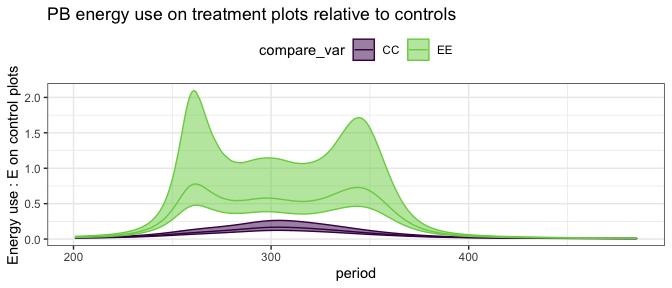 PB energy use on treatment plots relative to controls
compare_var CC EE
Energy use : E on control plots
2.0
1.5
1.0
0.5
0.0
200 300 400
period